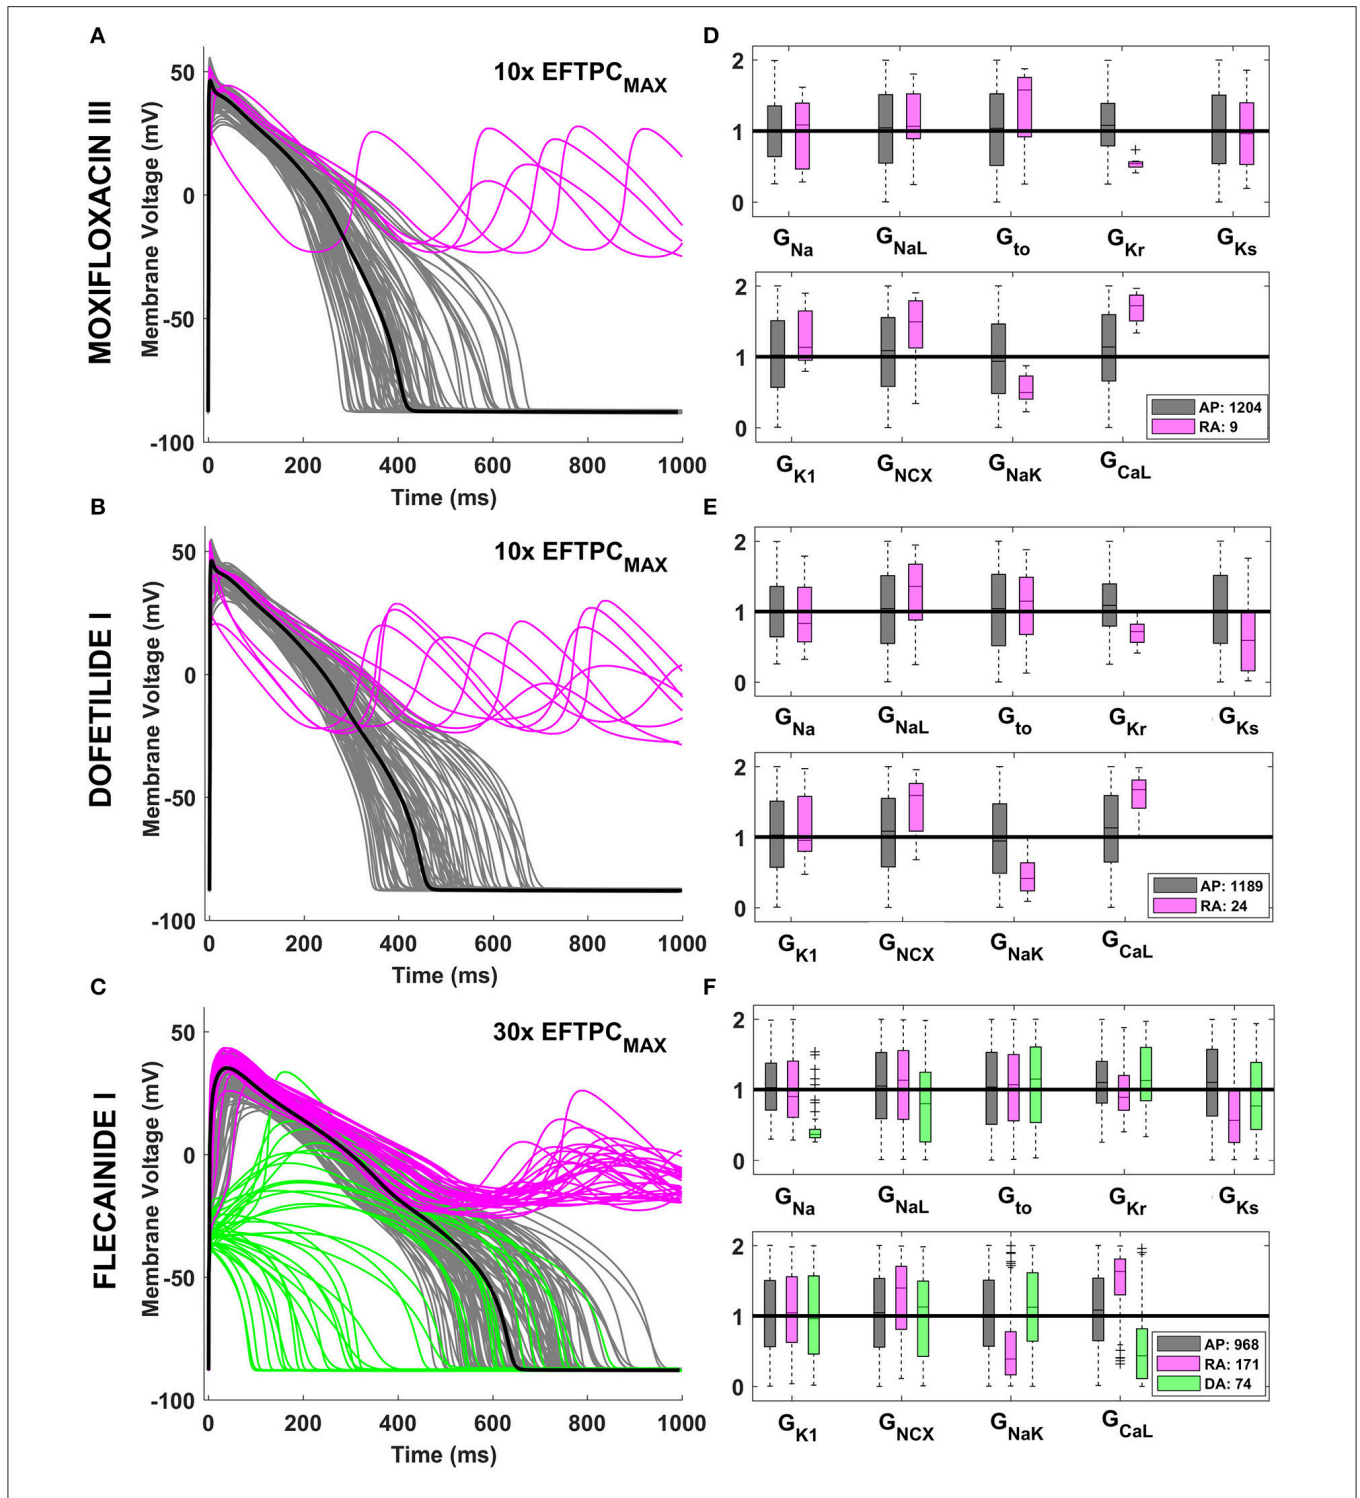 A
MOXIFLOXACIN III
Membrane Voltage (mV)
10x EFTPC_MAX
50
0
-50
-100
0 200 400 600 800 1000
Time (ms)
D
2
1
0
G_Na G_NaL G_to G_Kr G_Ks
2
1
0
AP: 1204
RA: 9
G_K1 G_NCX G_NaK G_CaL
B
DOFETILIDE I
Membrane Voltage (mV)
10x EFTPC_MAX
50
0
-50
-100
0 200 400 600 800 1000
Time (ms)
E
2
1
0
G_Na G_NaL G_to G_Kr G_Ks
2
1
0
AP: 1189
RA: 24
G_K1 G_NCX G_NaK G_CaL
C
FLECAINIDE I
Membrane Voltage (mV)
30x EFTPC_MAX
50
0
-50
-100
0 200 400 600 800 1000
Time (ms)
F
2
1
0
G_Na G_NaL G_to G_Kr G_Ks
2
1
0
AP: 968
RA: 171
DA: 74
G_K1 G_NCX G_NaK G_CaL